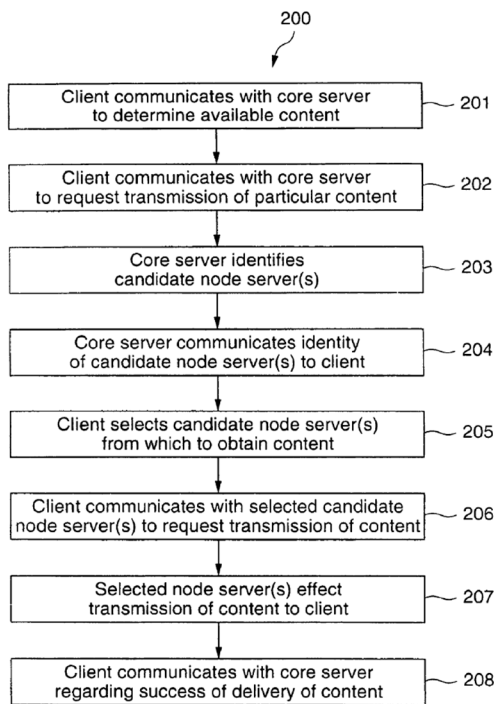 200
Client communicates with core server
to determine available content
201
Client communicates with core server
to request transmission of particular content
202
Core server identifies
candidate node server(s)
203
Core server communicates identity
of candidate node server(s) to client
204
Client selects candidate node server(s)
from which to obtain content
205
Client communicates with selected candidate
node server(s) to request transmission of content
206
Selected node server(s) effect
transmission of content to client
207
Client communicates with core server
regarding success of delivery of content
208